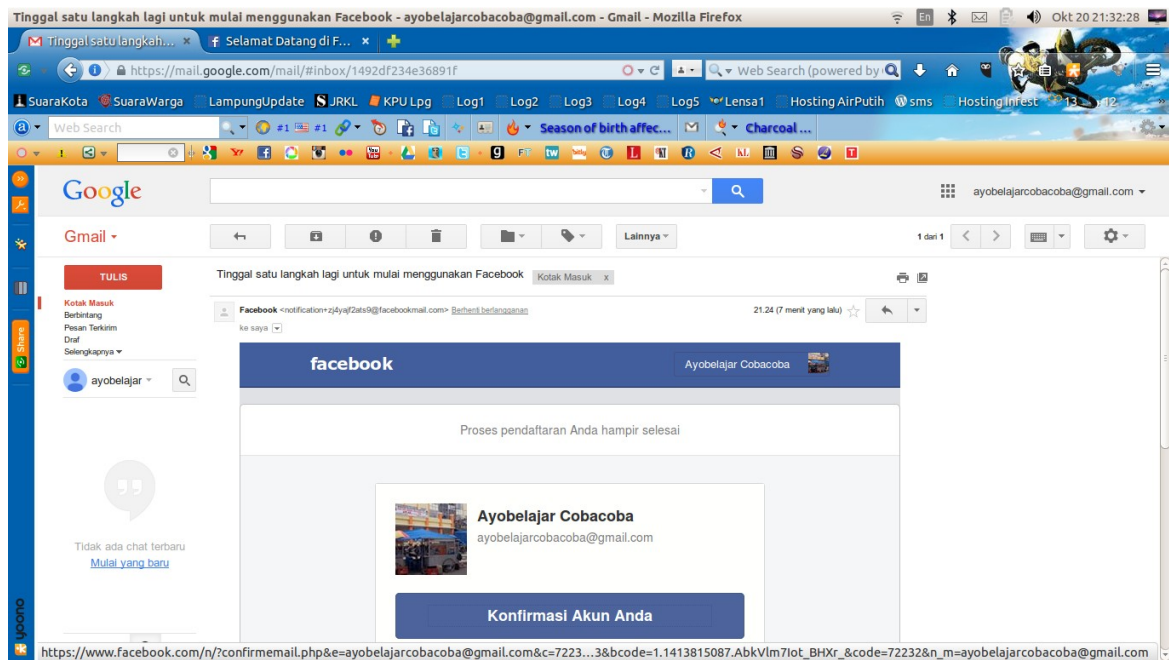 Tinggal satu langkah lagi untuk mulai menggunakan Facebook - ayobelajarcobacoba@gmail.com - Gmail - Mozilla Firefox
En
Okt 20 21:32:28
Tinggal satu langkah... ×
Selamat Datang di F... ×
https://mail.google.com/mail/#inbox/1492df234e36891f
Web Search (powered by
SuaraKota SuaraWarga LampungUpdate JRKL KPU Lpg Log1 Log2 Log3 Log4 Log5 Lensa1 Hosting AirPutih sms Hosting Infest 13 12
Web Search
#1 #1
Season of birth affec...
Charcoal ...
Google
ayobelajarcobacoba@gmail.com
Gmail
Lainnya
1 dari 1
TULIS
Kotak Masuk
Berbintang
Pesan Terkirim
Draf
Selengkapnya
ayobelajar
Tidak ada chat terbaru
Mulai yang baru
Share
yoono
Tinggal satu langkah lagi untuk mulai menggunakan Facebook Kotak Masuk x
Facebook <notification+zj4yajf2ats9@facebookmail.com> Berhenti berlangganan
21.24 (7 menit yang lalu)
ke saya
facebook
Ayobelajar Cobacoba
Proses pendaftaran Anda hampir selesai
Ayobelajar Cobacoba
ayobelajarcobacoba@gmail.com
Konfirmasi Akun Anda
https://www.facebook.com/n/?confirmemail.php&e=ayobelajarcobacoba@gmail.com&c=7223...3&bcode=1.1413815087.AbkVlm7Iot_BHXr_&code=72232&n_m=ayobelajarcobacoba@gmail.com